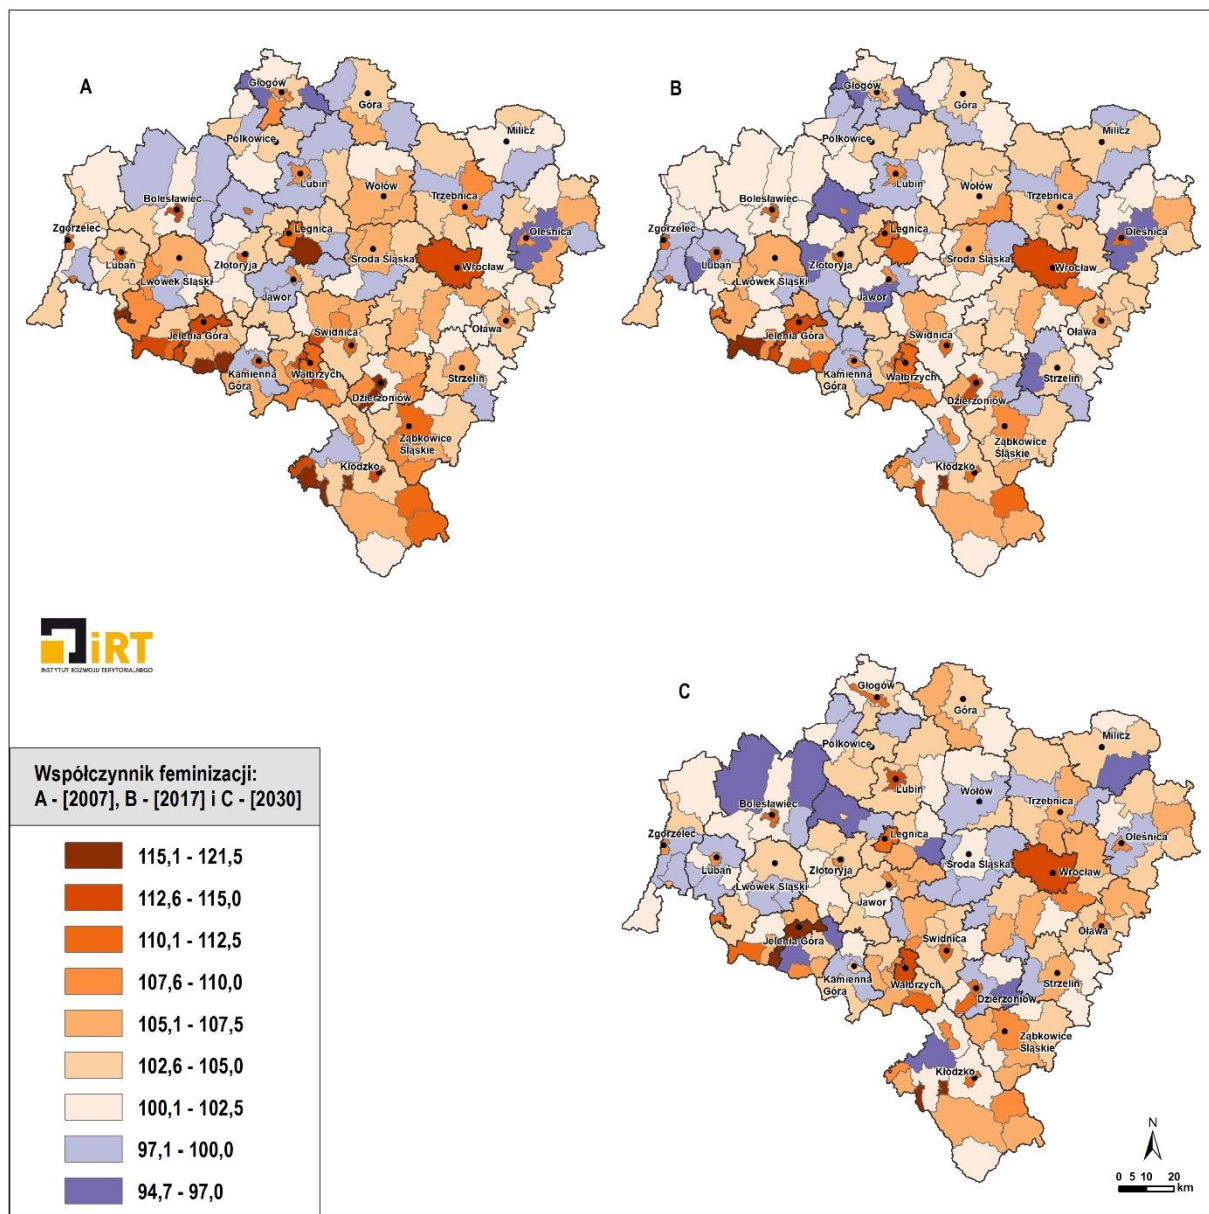 A
Głogów
Góra
Polkowice
Milicz
Lubin
Wołów
Trzebnica
Bolesławiec
Zgorzelec
Legnica
Oleśnica
Lubań
Złotoryja
Środa Śląska
Wrocław
Lwówek Śląski
Jawor
Jelenia Góra
Świdnica
Oława
Kamienna
Góra
Wałbrzych
Strzelin
Dzierżoniów
Ząbkowice
Śląskie
Kłodzko
B
Głogów
Góra
Polkowice
Milicz
Lubin
Wołów
Trzebnica
Bolesławiec
Zgorzelec
Legnica
Oleśnica
Lubań
Złotoryja
Środa Śląska
Wrocław
Lwówek Śląski
Jawor
Jelenia Góra
Świdnica
Oława
Kamienna
Góra
Wałbrzych
Strzelin
Dzierżoniów
Ząbkowice
Śląskie
Kłodzko
iRT
INSTYTUT ROZWOJU TERYTORIALNEGO
C
Głogów
Góra
Polkowice
Milicz
Lubin
Wołów
Trzebnica
Bolesławiec
Zgorzelec
Legnica
Oleśnica
Lubań
Złotoryja
Środa Śląska
Wrocław
Lwówek Śląski
Jawor
Jelenia Góra
Świdnica
Oława
Kamienna
Góra
Wałbrzych
Strzelin
Dzierżoniów
Ząbkowice
Śląskie
Kłodzko
Współczynnik feminizacji:
A - [2007], B - [2017] i C - [2030]
115,1 - 121,5
112,6 - 115,0
110,1 - 112,5
107,6 - 110,0
105,1 - 107,5
102,6 - 105,0
100,1 - 102,5
97,1 - 100,0
94,7 - 97,0
N
0 5 10 20
km